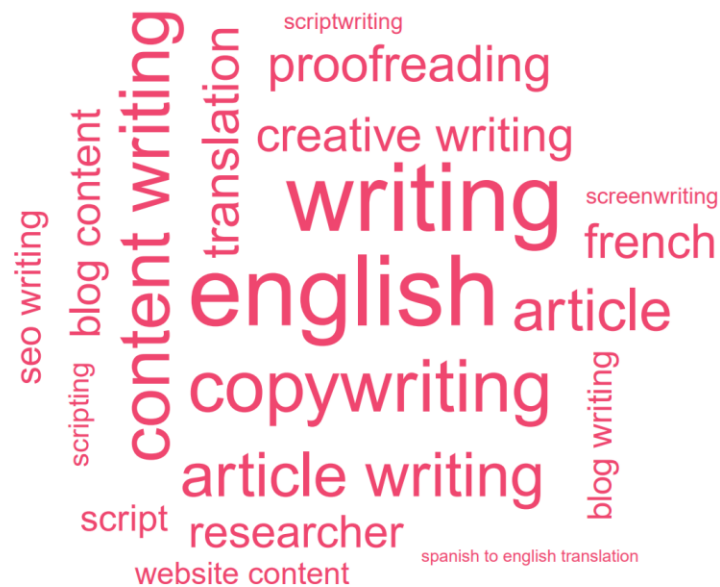 scriptwriting
proofreading
creative writing
writing
english
copywriting
article writing
content writing
translation
blog content
seo writing
scripting
screenwriting
french
article
blog writing
script
researcher
spanish to english translation
website content